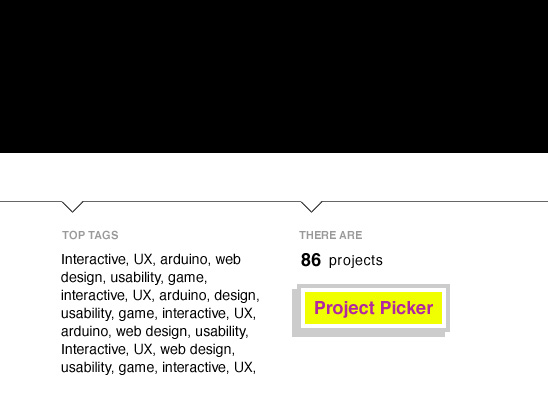 TOP TAGS
Interactive, UX, arduino, web
design, usability, game,
interactive, UX, arduino, design,
usability, game, interactive, UX,
arduino, web design, usability,
Interactive, UX, web design,
usability, game, interactive, UX,
THERE ARE
86 projects
Project Picker